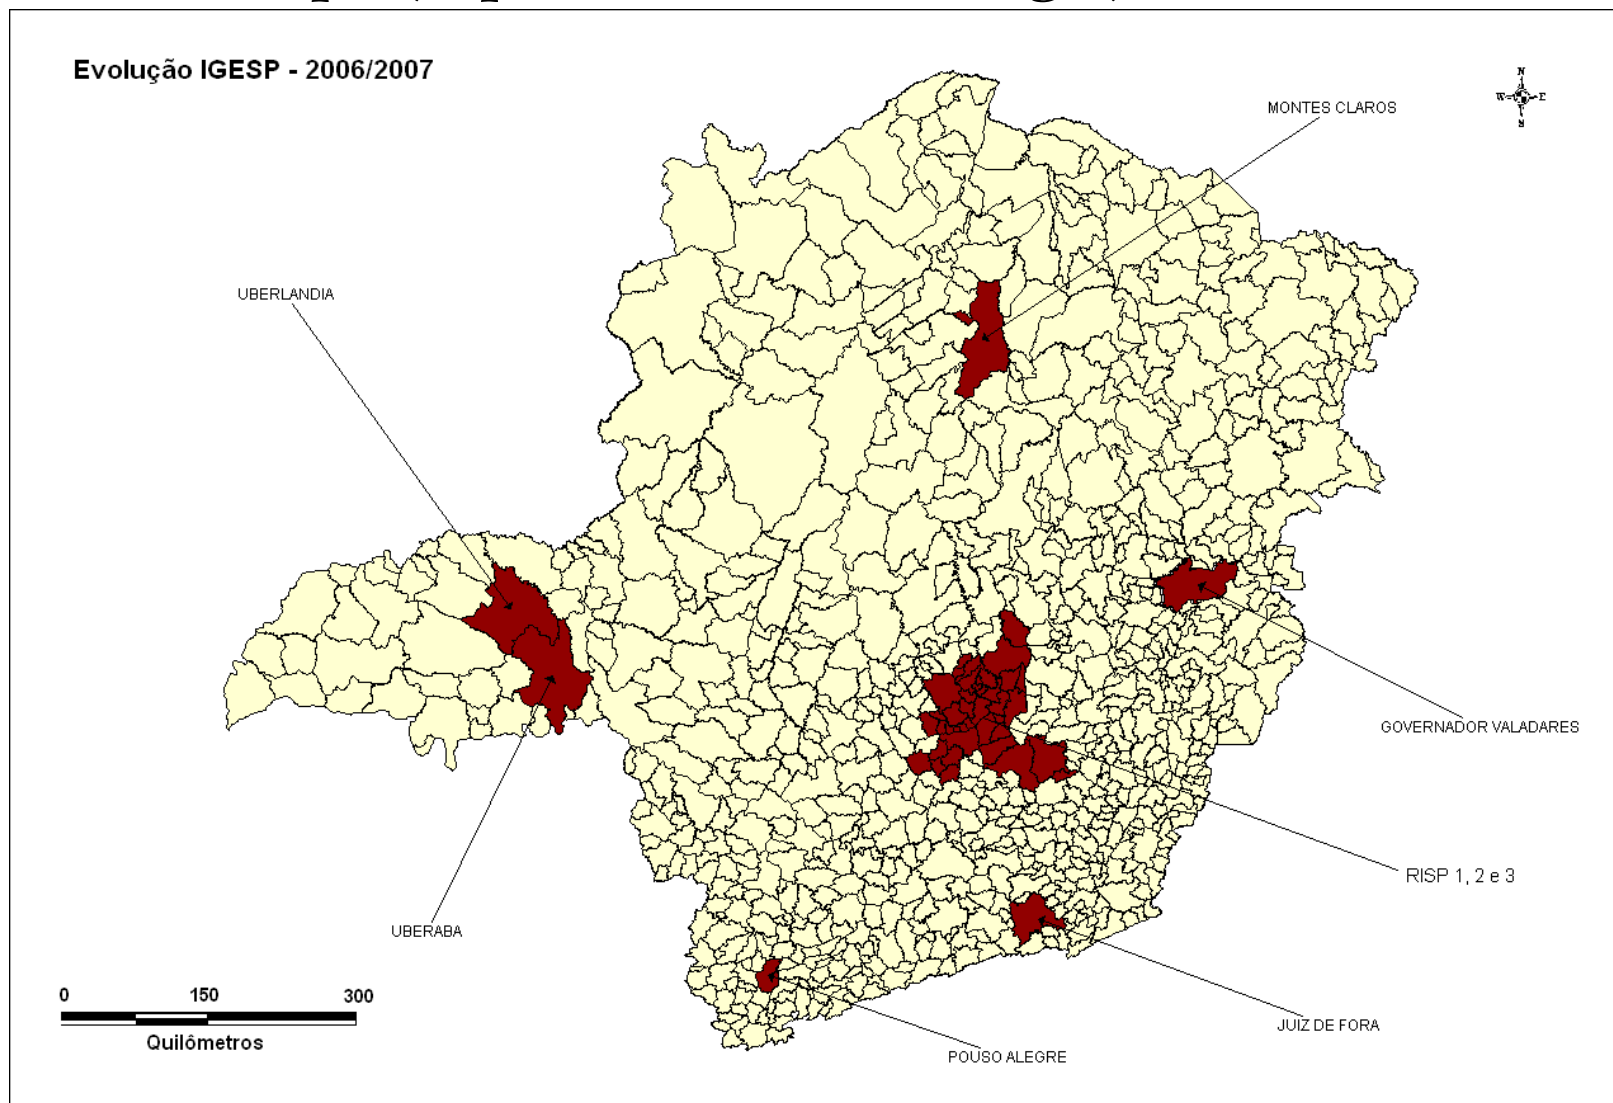 Evolução IGESP - 2006/2007
N
W E
S
MONTES CLAROS
UBERLANDIA
GOVERNADOR VALADARES
RISP 1, 2 e 3
UBERABA
JUIZ DE FORA
POUSO ALEGRE
0 150 300
Quilômetros